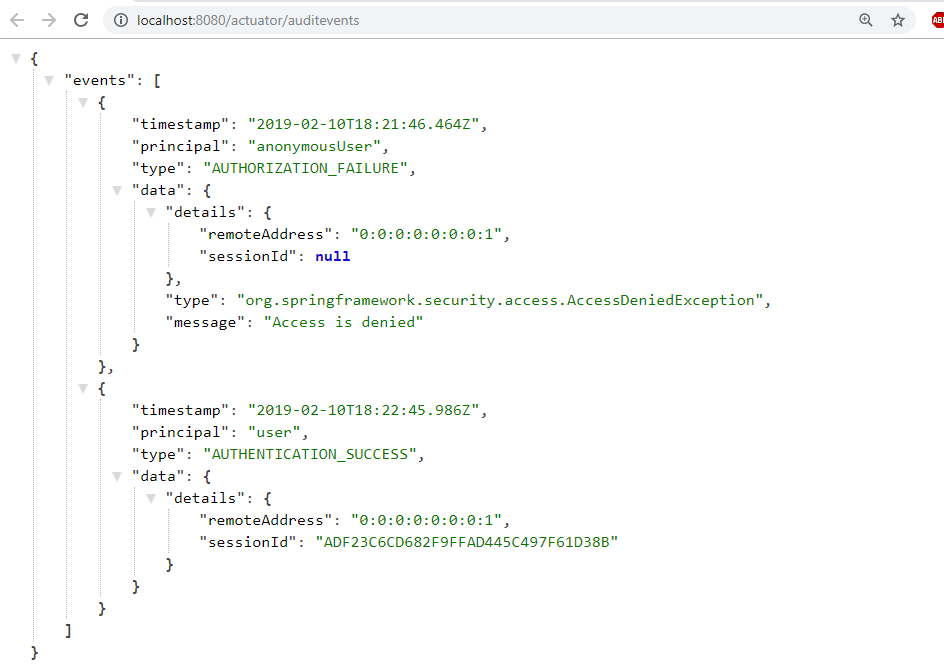 localhost:8080/actuator/auditevents
ABP
{
"events": [
{
"timestamp": "2019-02-10T18:21:46.464Z",
"principal": "anonymousUser",
"type": "AUTHORIZATION_FAILURE",
"data": {
"details": {
"remoteAddress": "0:0:0:0:0:0:0:1",
"sessionId": null
},
"type": "org.springframework.security.access.AccessDeniedException",
"message": "Access is denied"
}
},
{
"timestamp": "2019-02-10T18:22:45.986Z",
"principal": "user",
"type": "AUTHENTICATION_SUCCESS",
"data": {
"details": {
"remoteAddress": "0:0:0:0:0:0:0:1",
"sessionId": "ADF23C6CD682F9FFAD445C497F61D38B"
}
}
}
]
}